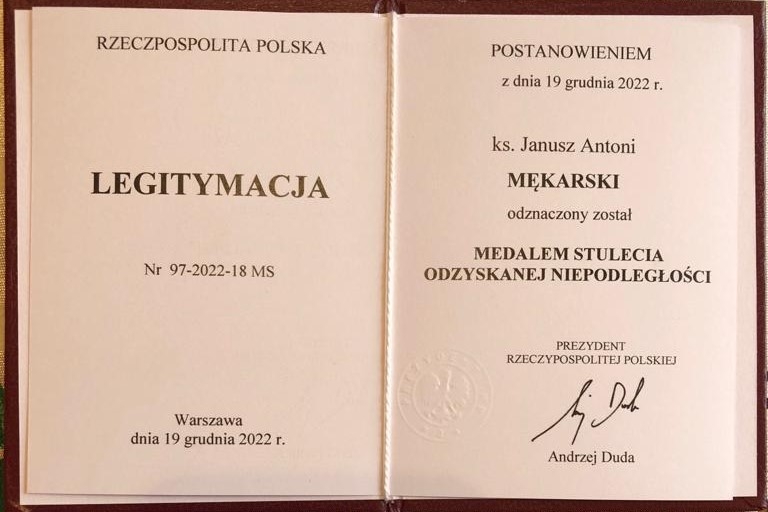 RZECZPOSPOLITA POLSKA
LEGITYMACJA
Nr 97-2022-18 MS
Warszawa
dnia 19 grudnia 2022 r.
POSTANOWIENIEM
z dnia 19 grudnia 2022 r.
ks. Janusz Antoni
MĘKARSKI
odznaczony został
MEDALEM STULECIA
ODZYSKANEJ NIEPODLEGŁOŚCI
PREZYDENT
RZECZYPOSPOLITEJ POLSKIEJ
Andrzej Duda